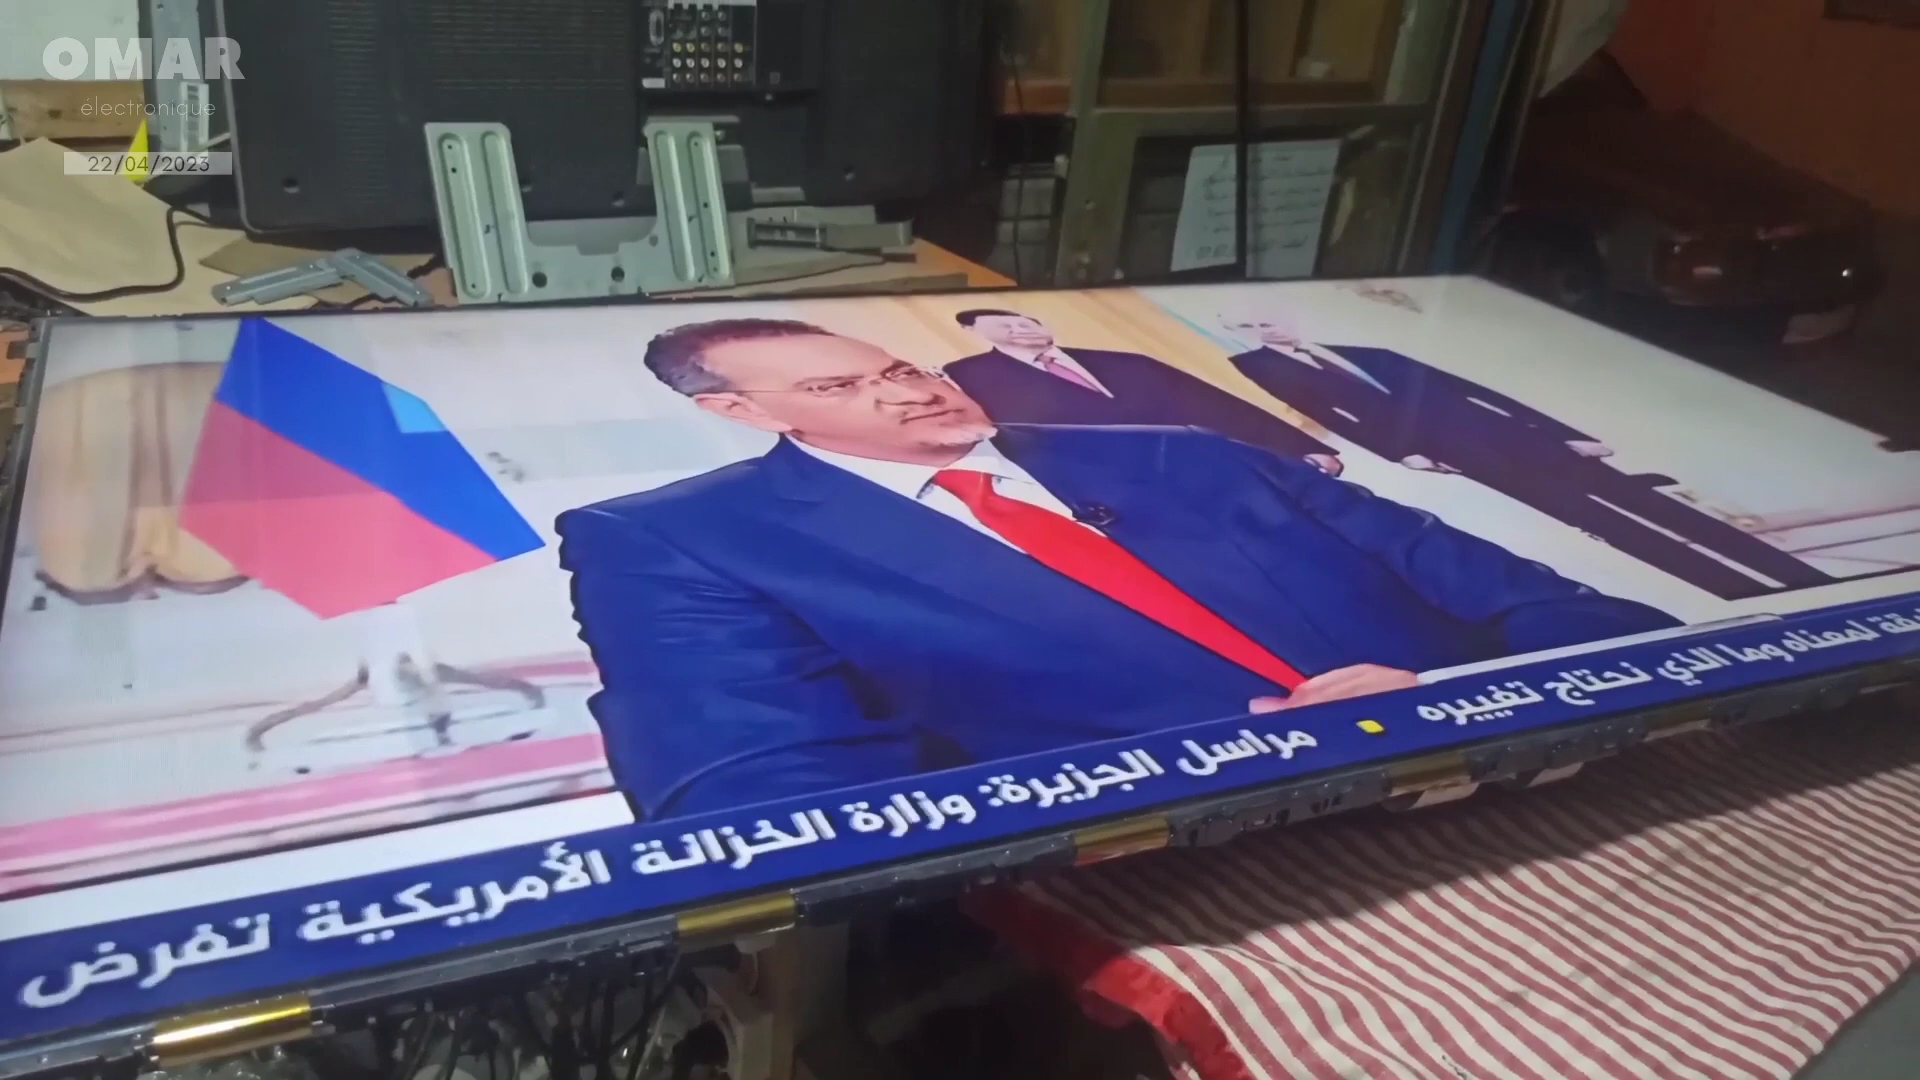 OMAR
électronique
22/04/2023
لمعناه وما الذي نحتاج تغييره ▪ مراسل الجزيرة: وزارة الخزانة الأمريكية تفرض